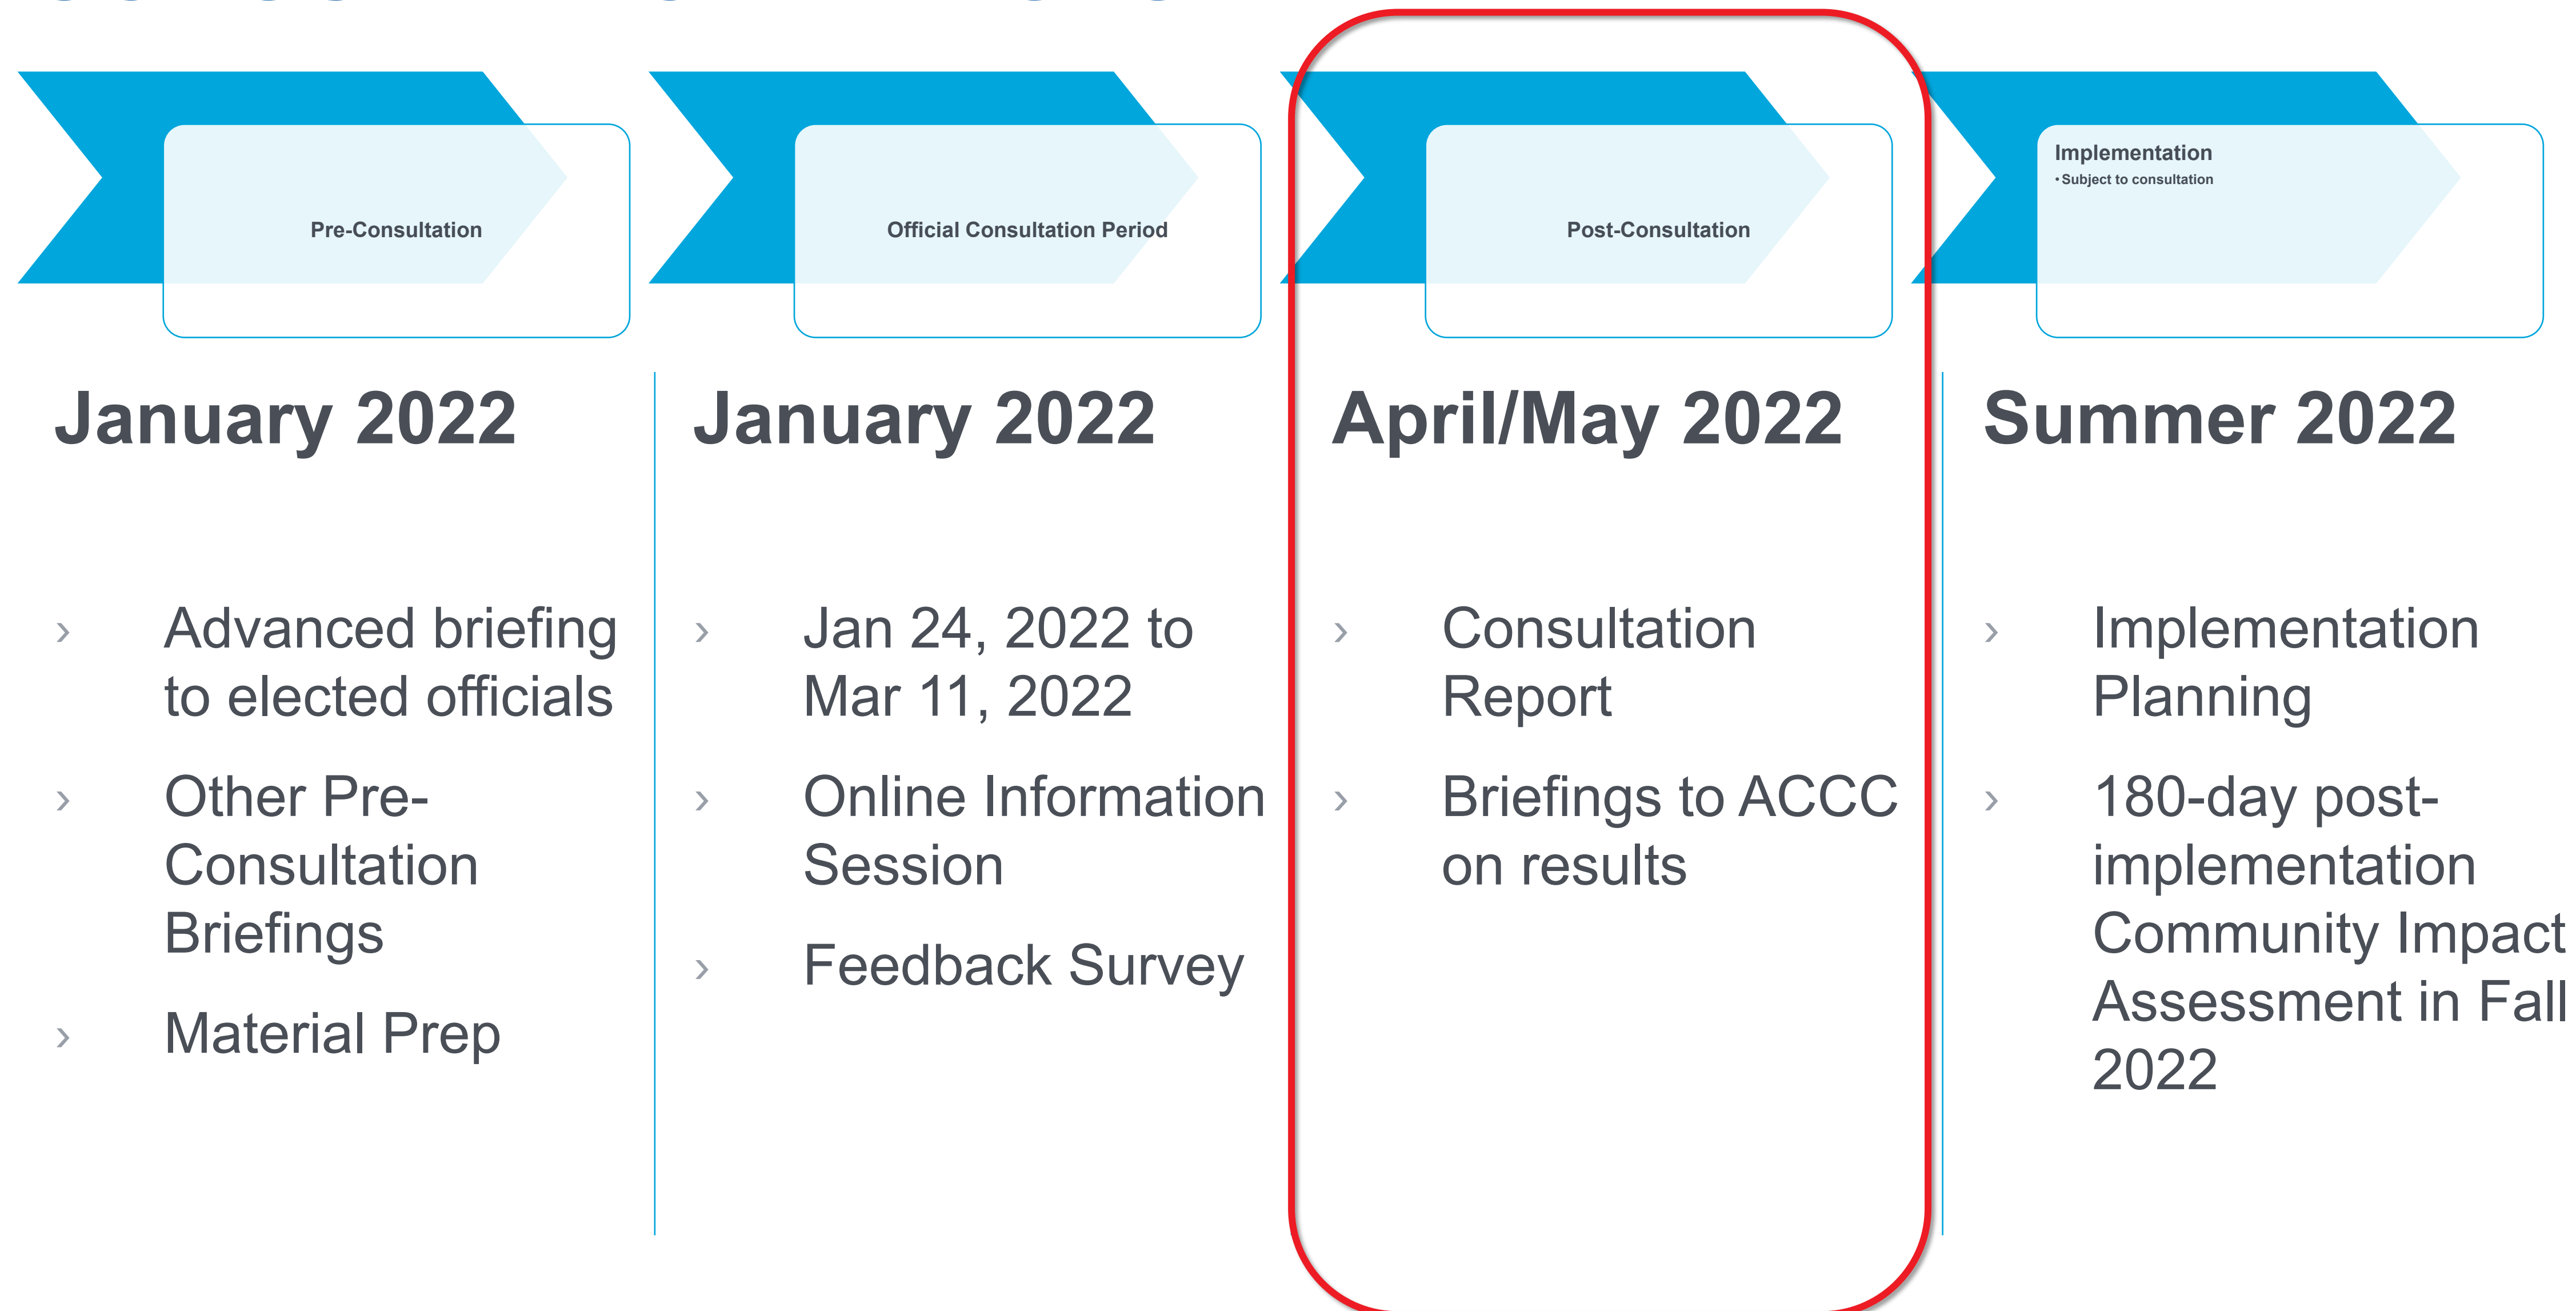 Pre-Consultation
Official Consultation Period
Post-Consultation
Implementation
• Subject to consultation
January 2022
› Advanced briefing
to elected officials
› Other Pre-
Consultation
Briefings
› Material Prep
January 2022
› Jan 24, 2022 to
Mar 11, 2022
› Online Information
Session
› Feedback Survey
April/May 2022
› Consultation
Report
› Briefings to ACCC
on results
Summer 2022
› Implementation
Planning
› 180-day post-
implementation
Community Impact
Assessment in Fall
2022